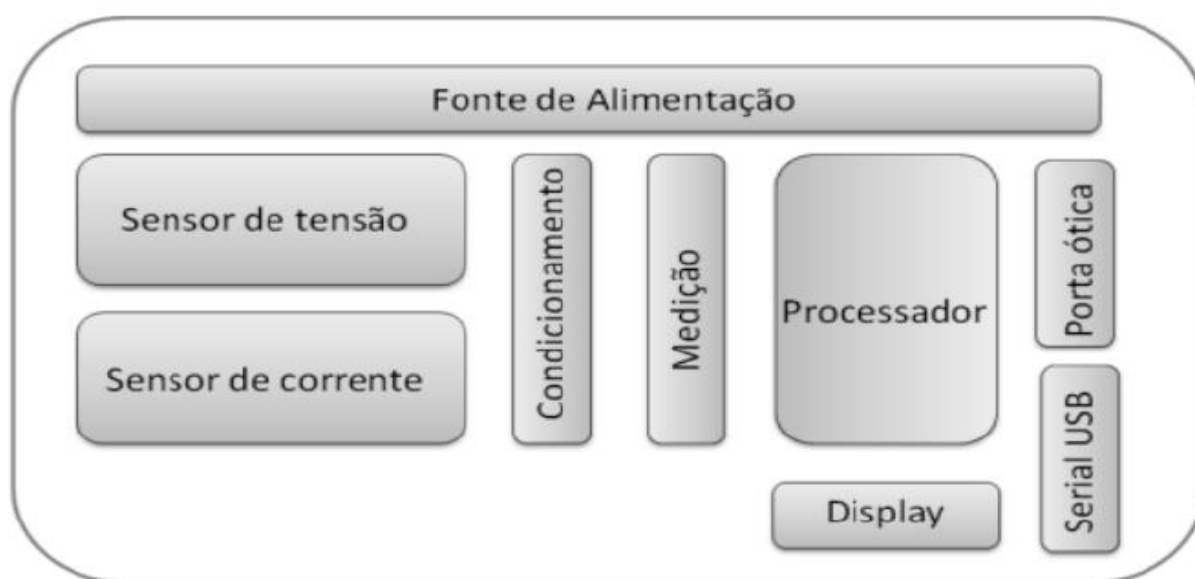 Fonte de Alimentação
Sensor de tensão
Sensor de corrente
Condicionamento
Medição
Processador
Display
Porta ótica
Serial USB